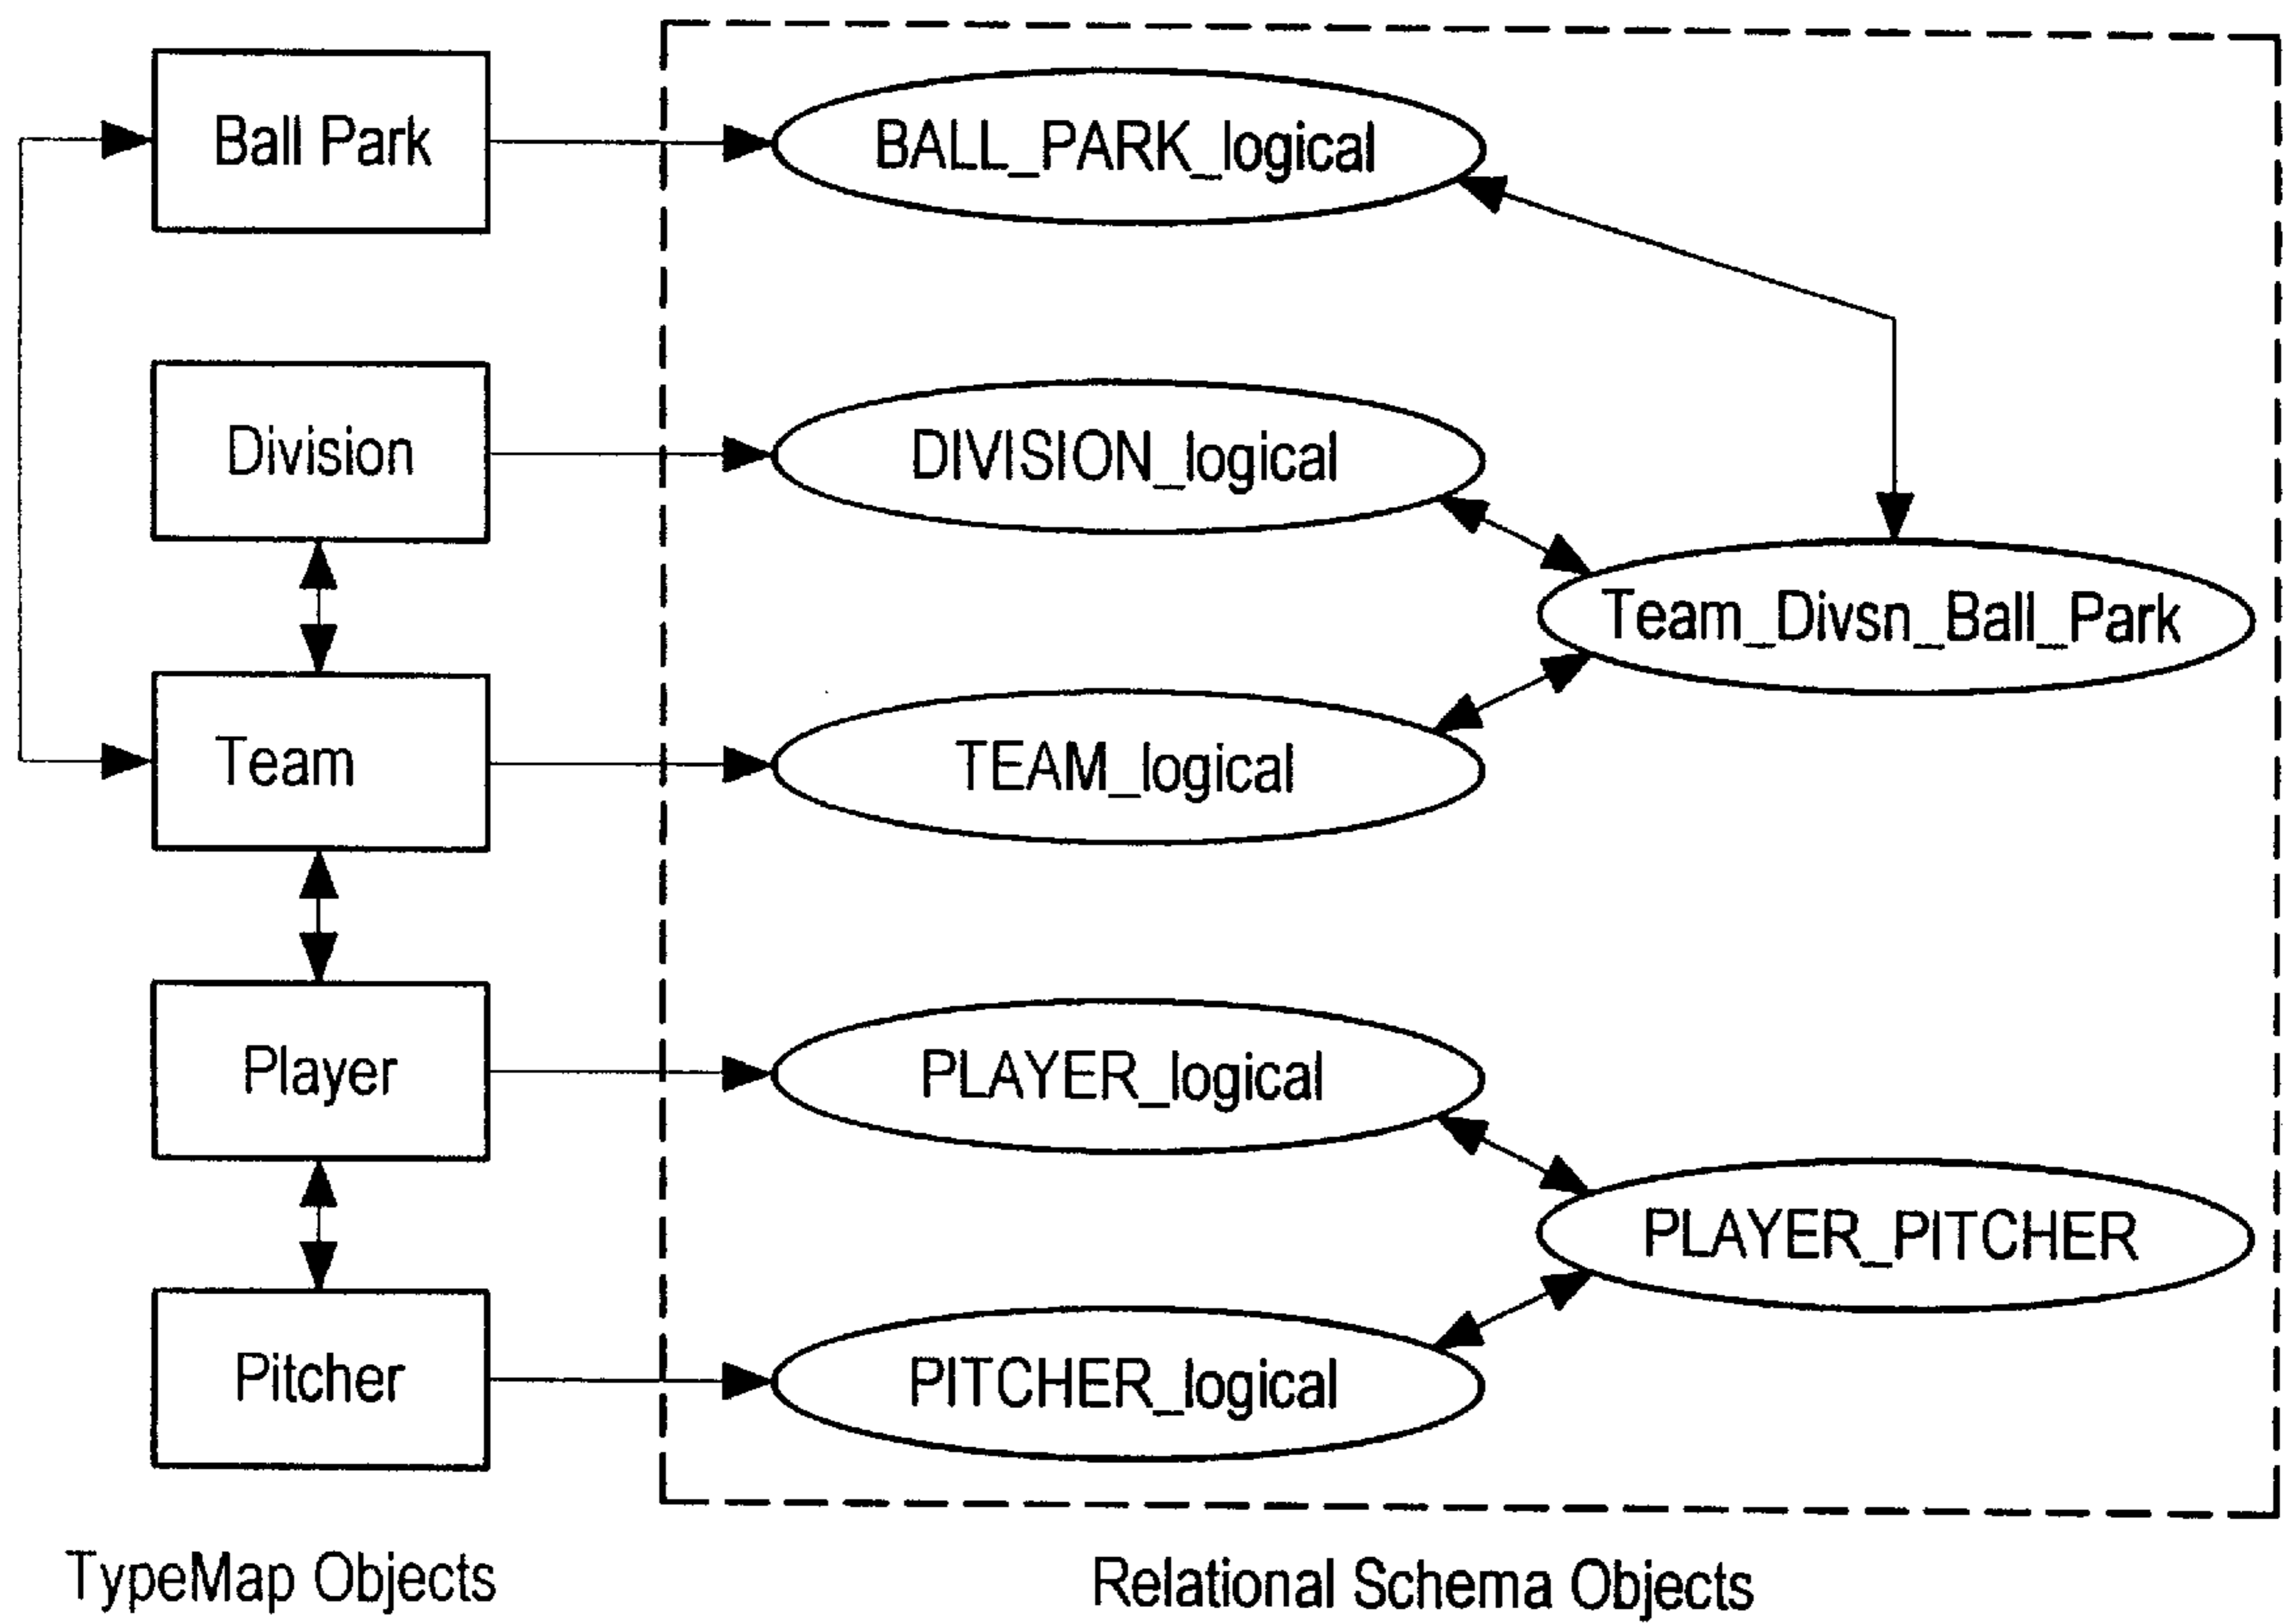 Ball Park
BALL_PARK_logical
Division
DIVISION_logical
Team_Divsn_Ball_Park
Team
TEAM_logical
Player
PLAYER_logical
PLAYER_PITCHER
Pitcher
PITCHER_logical
TypeMap Objects
Relational Schema Objects